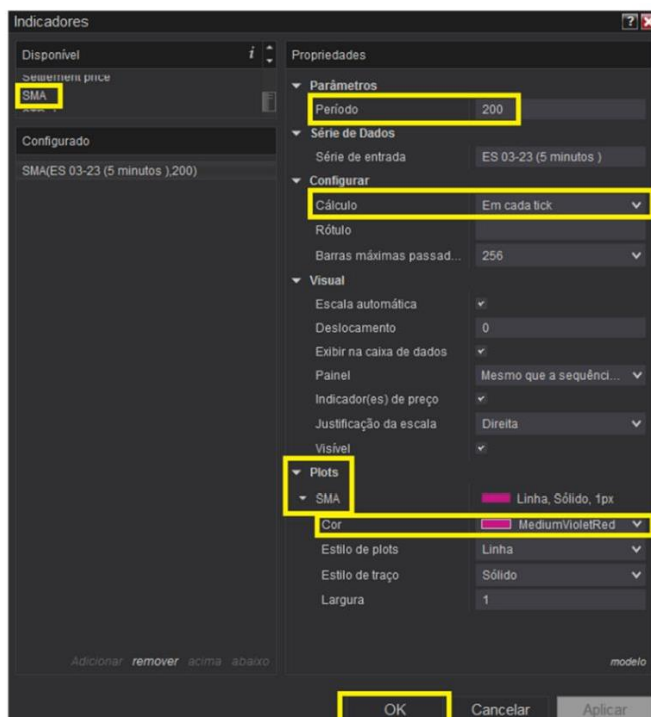 Indicadores
?
Disponível i
Settlement price
SMA
Configurado
SMA(ES 03-23 (5 minutos ),200)
Adicionar remover acima abaixo
Propriedades
Parâmetros
Período 200
Série de Dados
Série de entrada ES 03-23 (5 minutos )
Configurar
Cálculo Em cada tick
Rótulo
Barras máximas passad... 256
Visual
Escala automática
Deslocamento 0
Exibir na caixa de dados
Painel Mesmo que a sequênci...
Indicador(es) de preço
Justificação da escala Direita
Visível
Plots
SMA Linha, Sólido, 1px
Cor MediumVioletRed
Estilo de plots Linha
Estilo de traço Sólido
Largura 1
modelo
OK Cancelar Aplicar